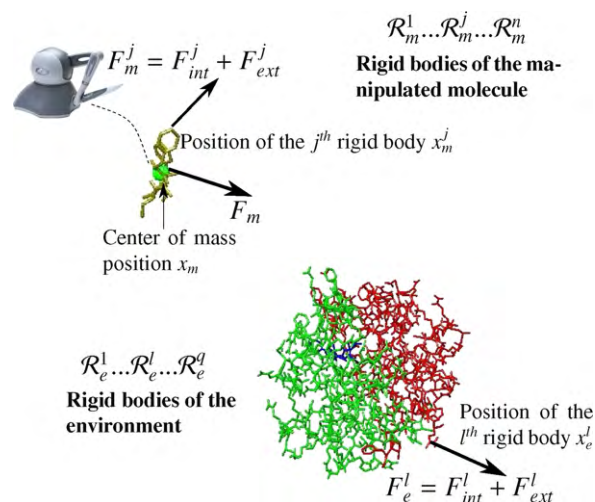 F_m^j = F_int^j + F_ext^j
R_m^1...R_m^j...R_m^n
Rigid bodies of the ma-
nipulated molecule
Position of the j^th rigid body x_m^j
F_m
Center of mass
position x_m
R_e^1...R_e^l...R_e^q
Rigid bodies of the
environment
Position of the
l^th rigid body x_e^l
F_e^l = F_int^l + F_ext^l